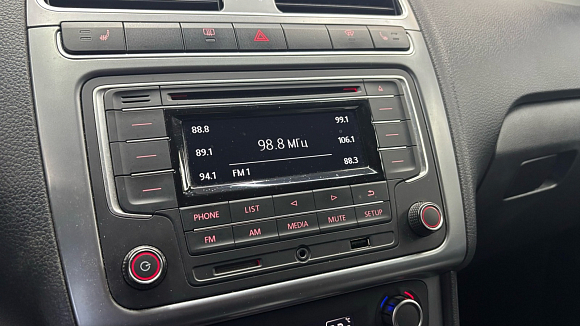 88.8
99.1
98.8 МГц
89.1
106.1
94.1
FM 1
88.3
PHONE
LIST
MUTE
SETUP
FM
AM
MEDIA
°C